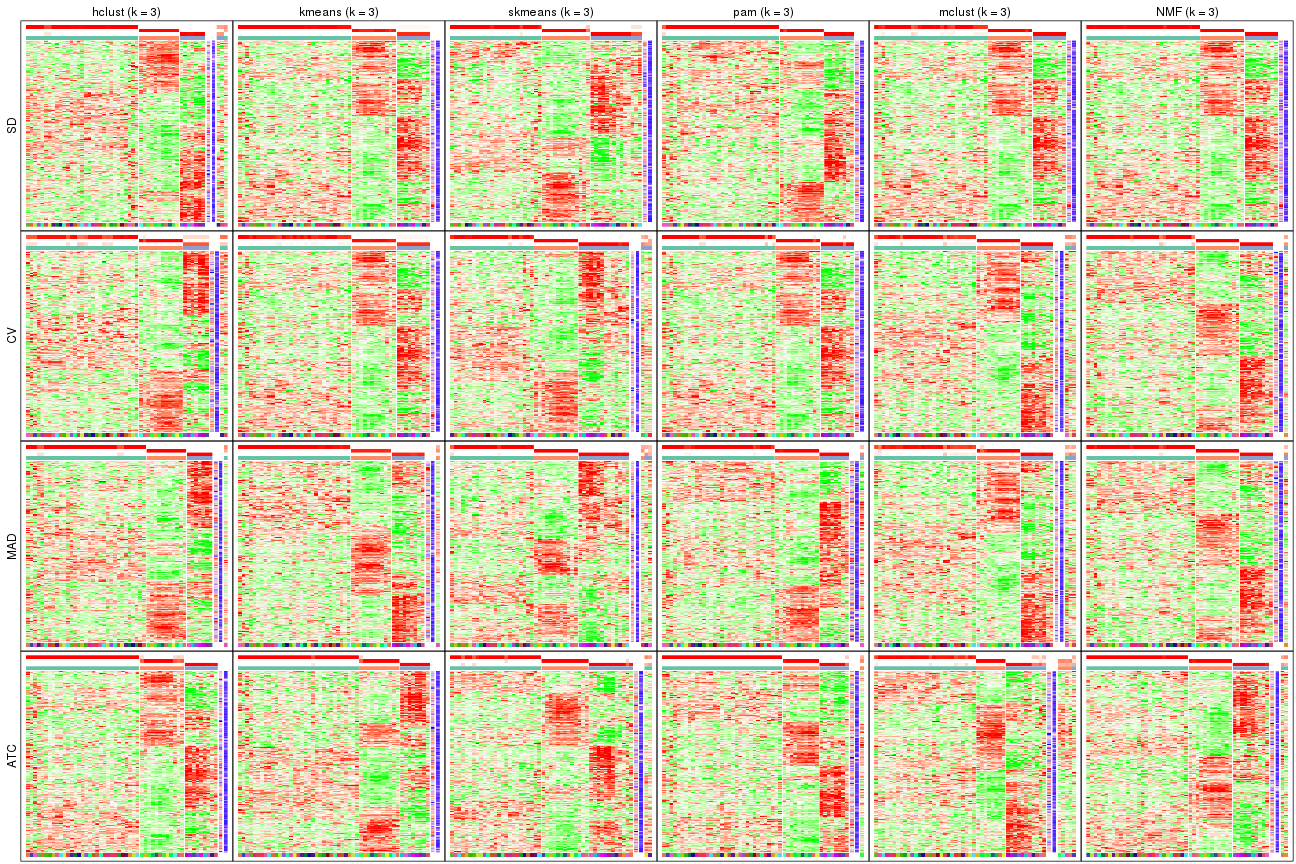 hclust (k = 3) kmeans (k = 3) skmeans (k = 3) pam (k = 3) mclust (k = 3) NMF (k = 3)
SD
CV
MAD
ATC